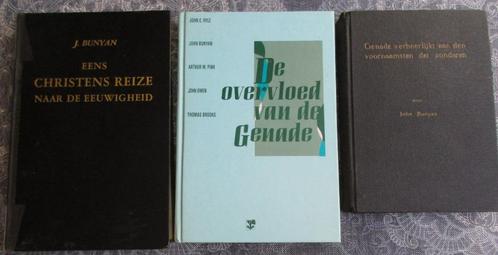 J. BUNYAN
EENS
CHRISTENS REIZE
NAAR DE EEUWIGHEID
JOHN C. RYLE
JOHN BUNYAN
ARTHUR W. PINK
JOHN OWEN
THOMAS BROOKS
De
overvloed
van de
Genade
Genade verheerlijkt aan den
voornaamsten der zondaren
door
John Bunyan